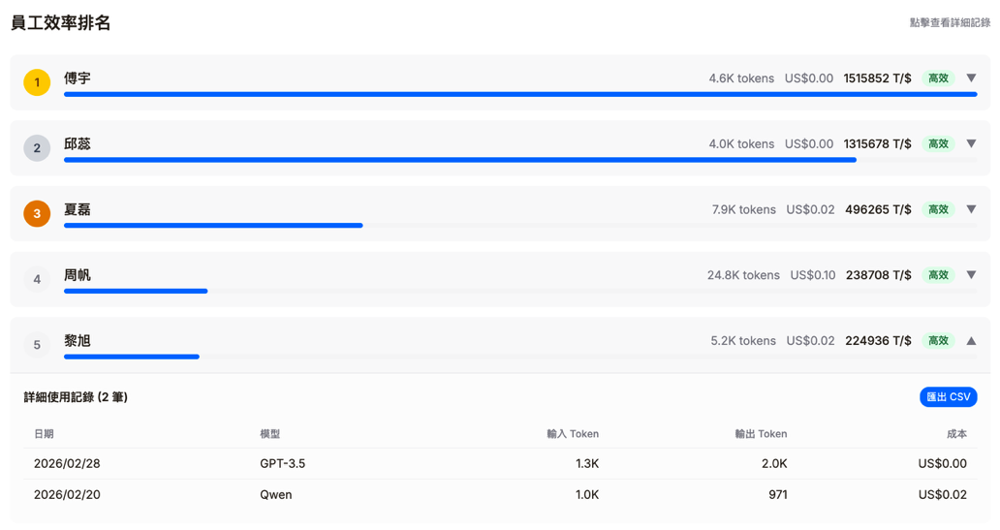 員工效率排名 點擊查看詳細記錄
1 傅宇 4.6K tokens US$0.00 1515852 T/$ 高效 ▼
2 邱蕊 4.0K tokens US$0.00 1315678 T/$ 高效 ▼
3 夏磊 7.9K tokens US$0.02 496265 T/$ 高效 ▼
4 周帆 24.8K tokens US$0.10 238708 T/$ 高效 ▼
5 黎旭 5.2K tokens US$0.02 224936 T/$ 高效 ▲
詳細使用記錄 (2 筆) 匯出 CSV
日期 模型 輸入 Token 輸出 Token 成本
2026/02/28 GPT-3.5 1.3K 2.0K US$0.00
2026/02/20 Qwen 1.0K 971 US$0.02